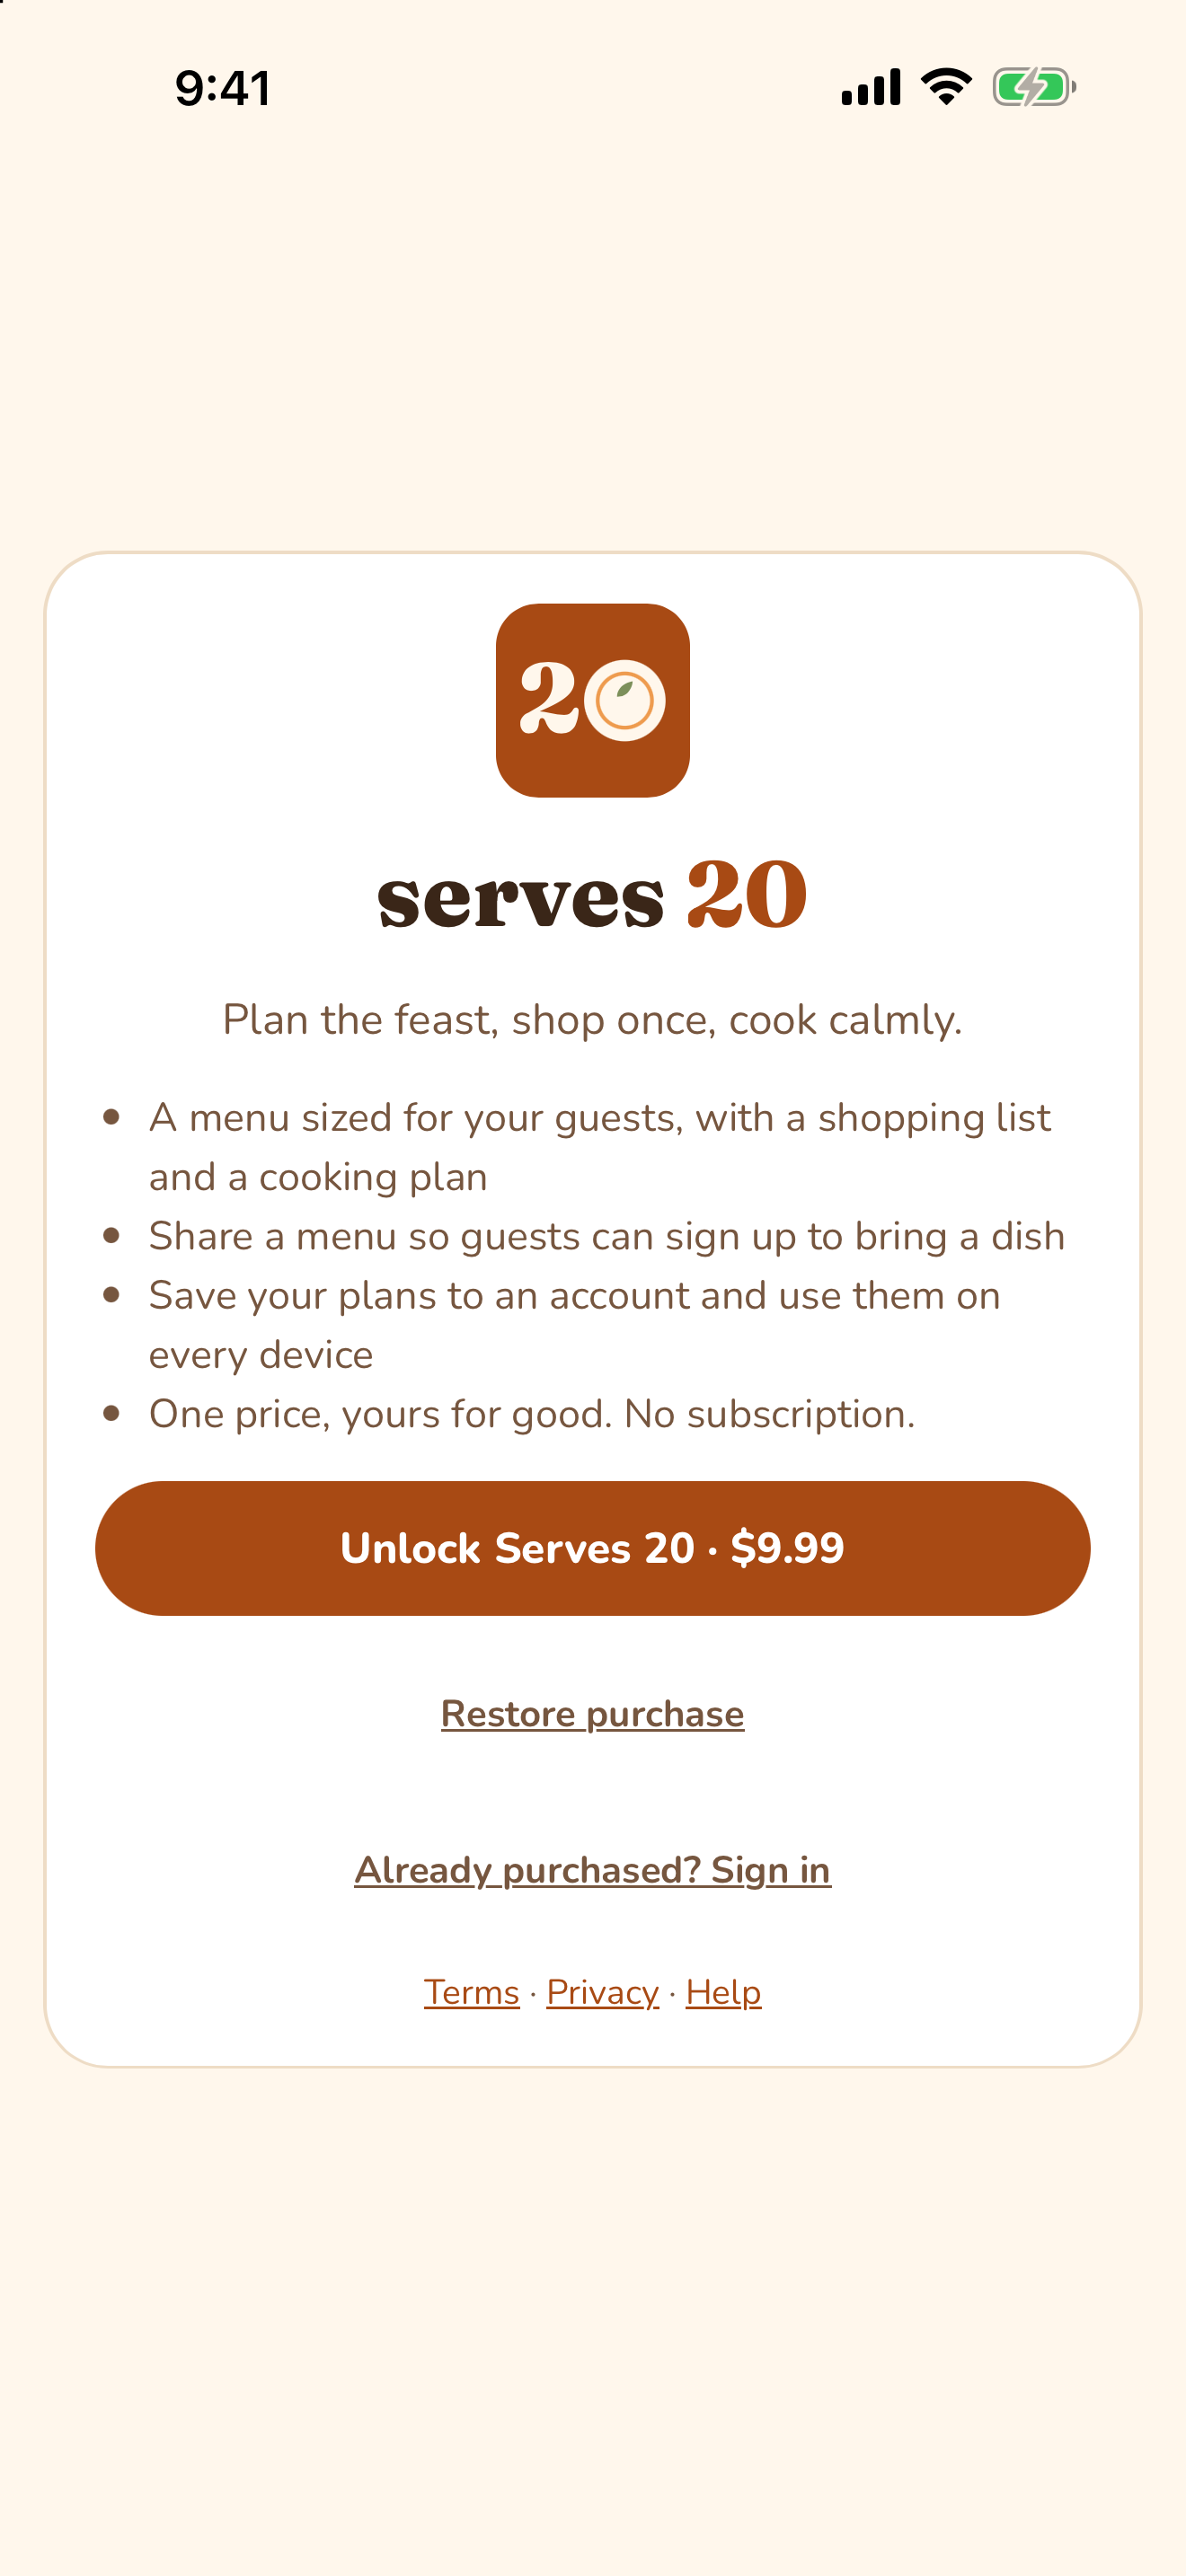 9:41
20
serves 20
Plan the feast, shop once, cook calmly.
• A menu sized for your guests, with a shopping list
and a cooking plan
• Share a menu so guests can sign up to bring a dish
• Save your plans to an account and use them on
every device
• One price, yours for good. No subscription.
Unlock Serves 20 · $9.99
Restore purchase
Already purchased? Sign in
Terms · Privacy · Help